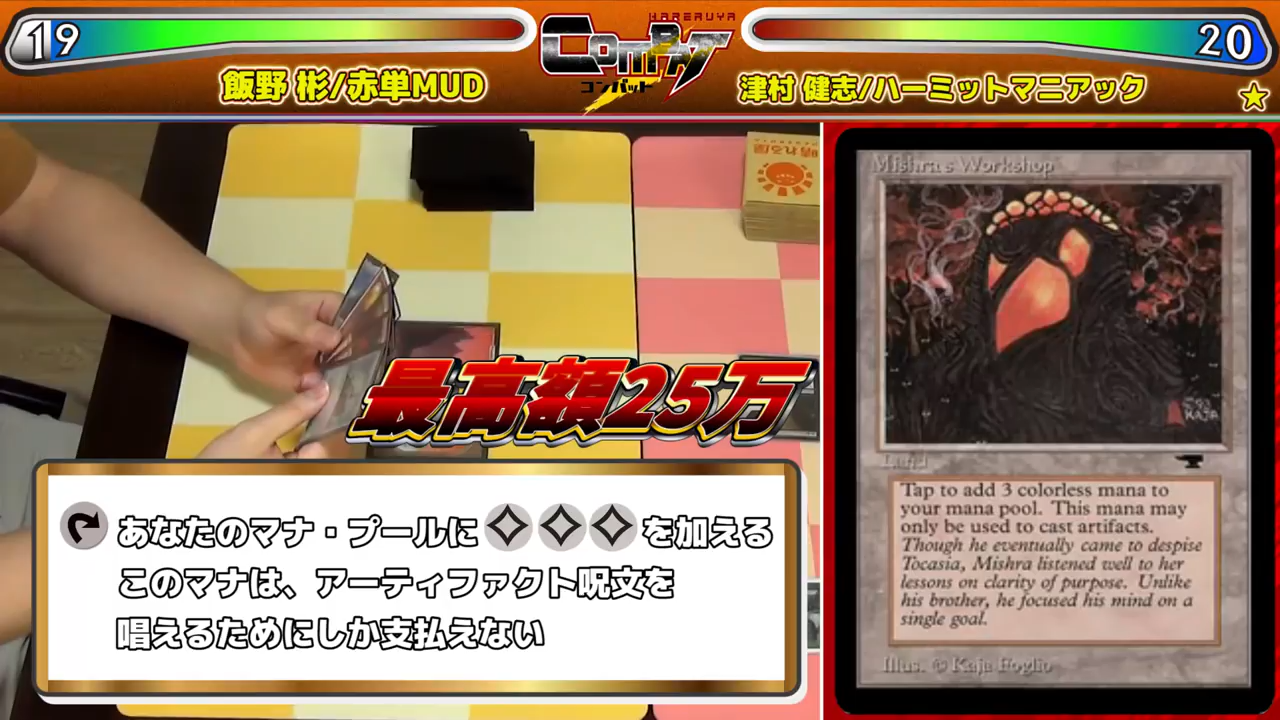 19
HARERUYA
COMBAT
コンバット
20
飯野 彬/赤単MUD
津村 健志/ハーミットマニアック
晴れる屋
Mishra's Workshop
最高額25万
Land
Tap to add 3 colorless mana to
your mana pool. This mana may
only be used to cast artifacts.
Though he eventually came to despise
Tocasia, Mishra listened well to her
lessons on clarity of purpose. Unlike
his brother, he focused his mind on a
single goal.
Illus. © Kaja Foglio
あなたのマナ・プールに を加える
このマナは、アーティファクト呪文を
唱えるためにしか支払えない